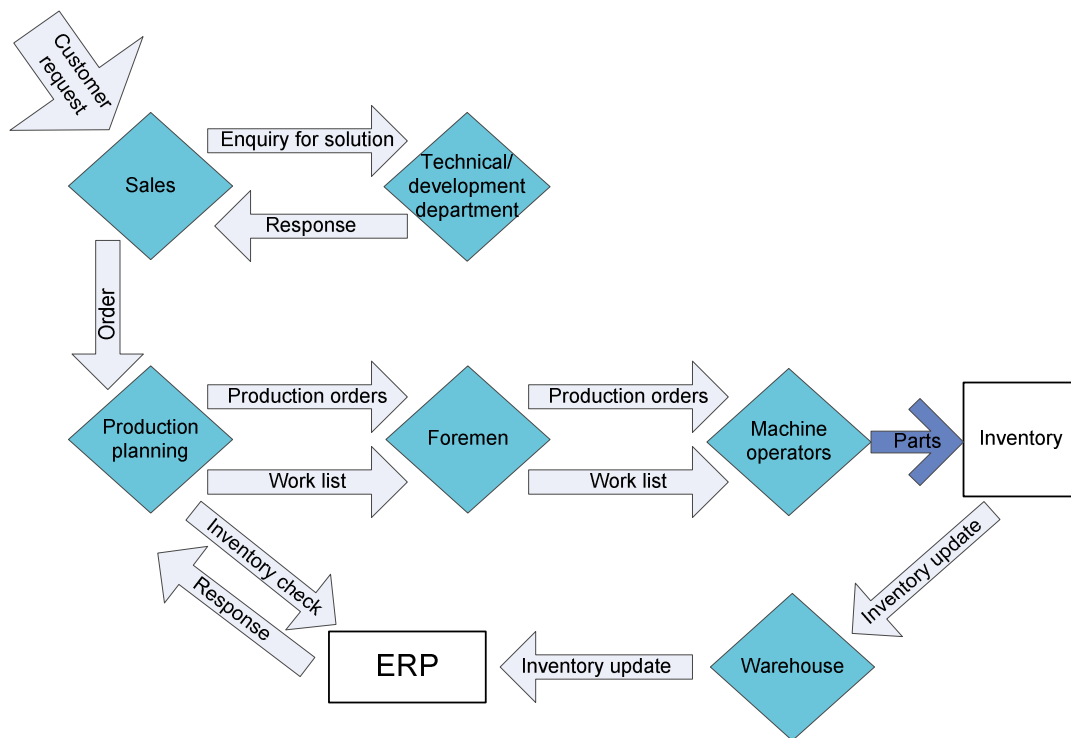 Customer
request
Enquiry for solution
Sales
Technical/
development
department
Response
Order
Production orders
Production orders
Production
planning
Foremen
Machine
operators
Parts
Inventory
Work list
Work list
Inventory check
Response
Inventory update
ERP
Inventory update
Warehouse